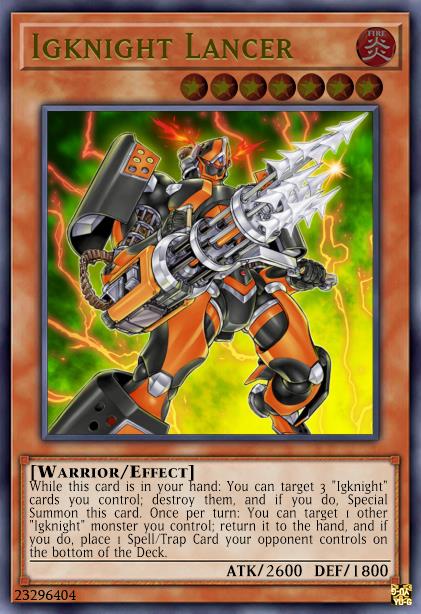 Igknight Lancer
FIRE
炎
[Warrior/Effect]
While this card is in your hand: You can target 3 "Igknight"
cards you control; destroy them, and if you do, Special
Summon this card. Once per turn: You can target 1 other
"Igknight" monster you control; return it to the hand, and if
you do, place 1 Spell/Trap Card your opponent controls on
the bottom of the Deck.
ATK/2600 DEF/1800
23296404